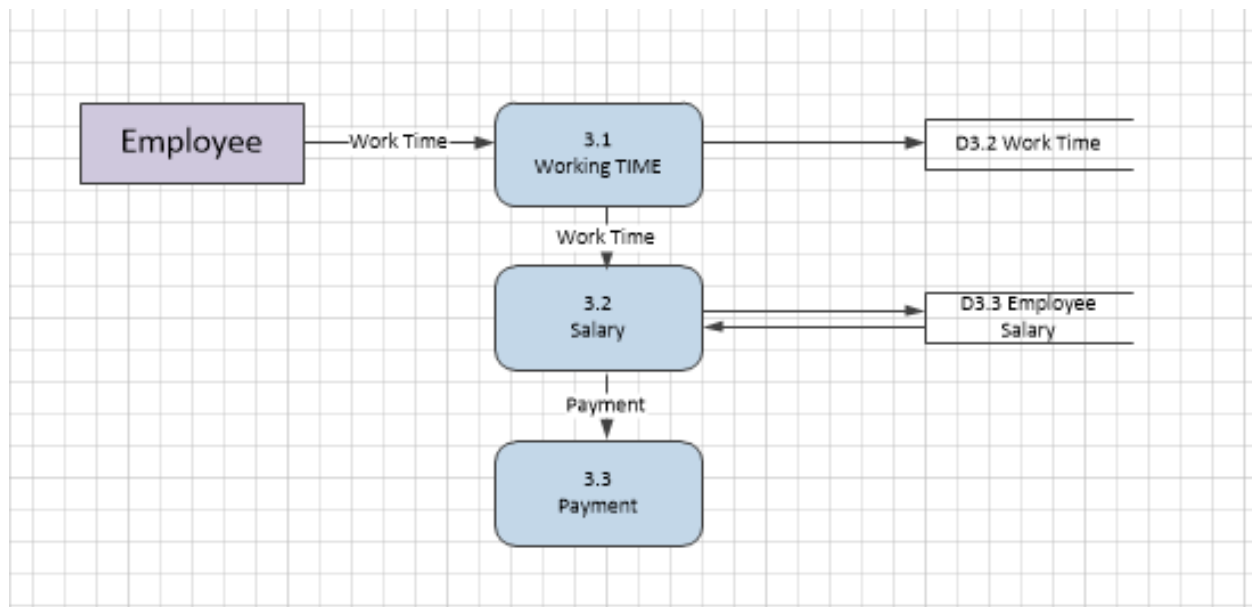 Employee
Work Time
3.1
Working TIME
D3.2 Work Time
Work Time
3.2
Salary
D3.3 Employee
Salary
Payment
3.3
Payment